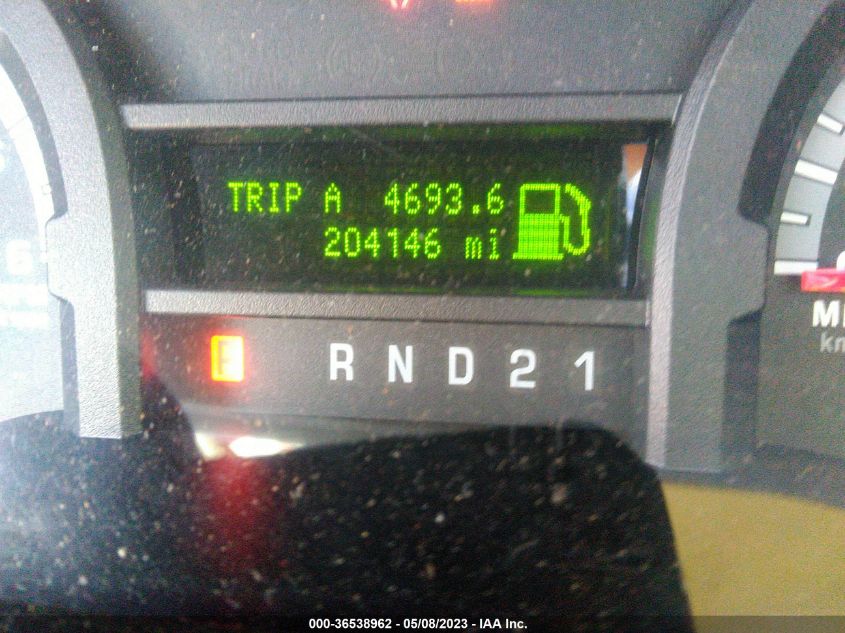 TRIP A 4693.6
204146 mi
P R N D 2 1
000-36538962 - 05/08/2023 - IAA Inc.